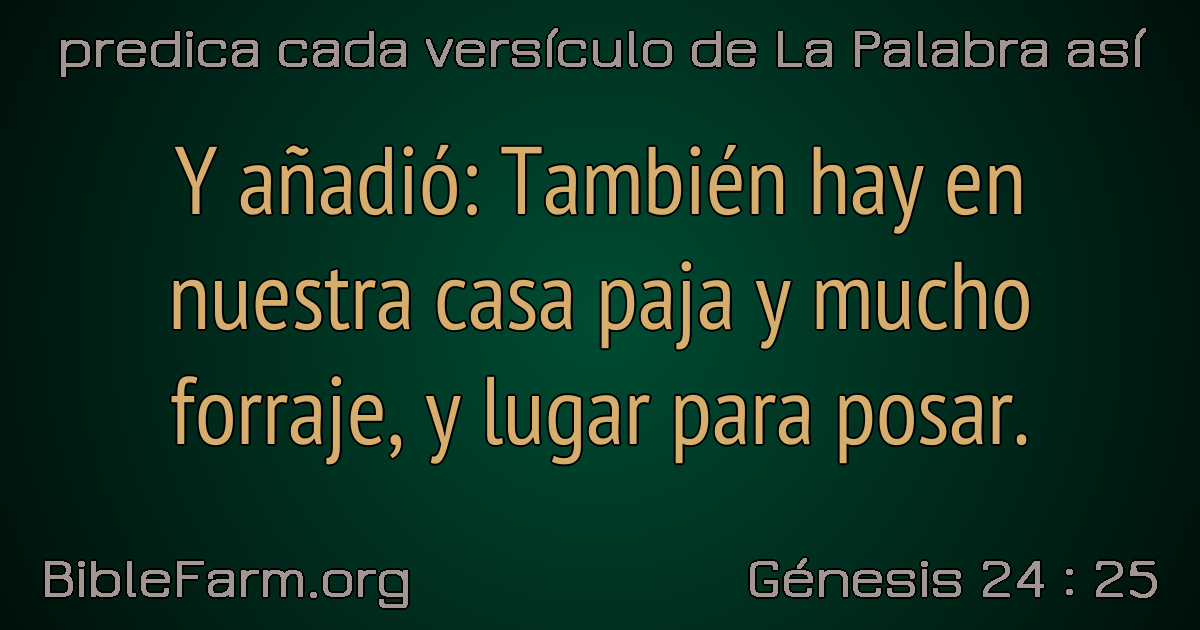 predica cada versículo de La Palabra así
Y añadió: También hay en
nuestra casa paja y mucho
forraje, y lugar para posar.
BibleFarm.org
Génesis 24 : 25